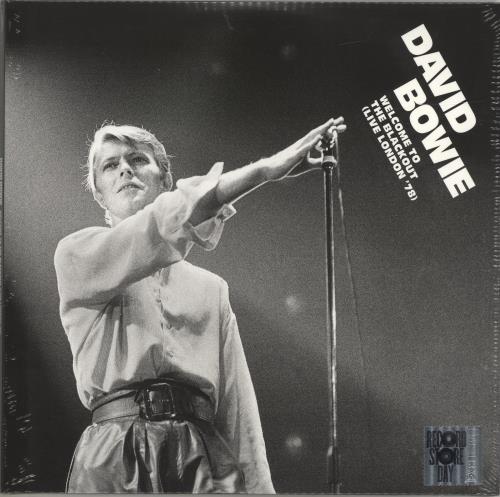 DAVID
BOWIE
WELCOME TO
THE BLACKOUT
(LIVE LONDON '78)
RECORD
STORE
DAY